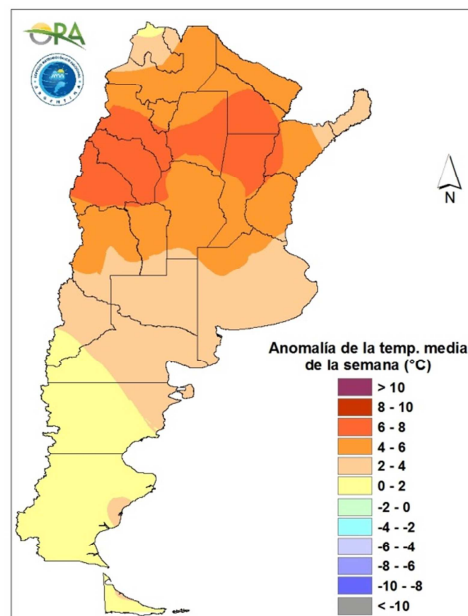 ORA
N
Anomalía de la temp. media
de la semana (°C)
> 10
8 - 10
6 - 8
4 - 6
2 - 4
0 - 2
-2 - 0
-4 - -2
-6 - -4
-8 - -6
-10 - -8
< -10